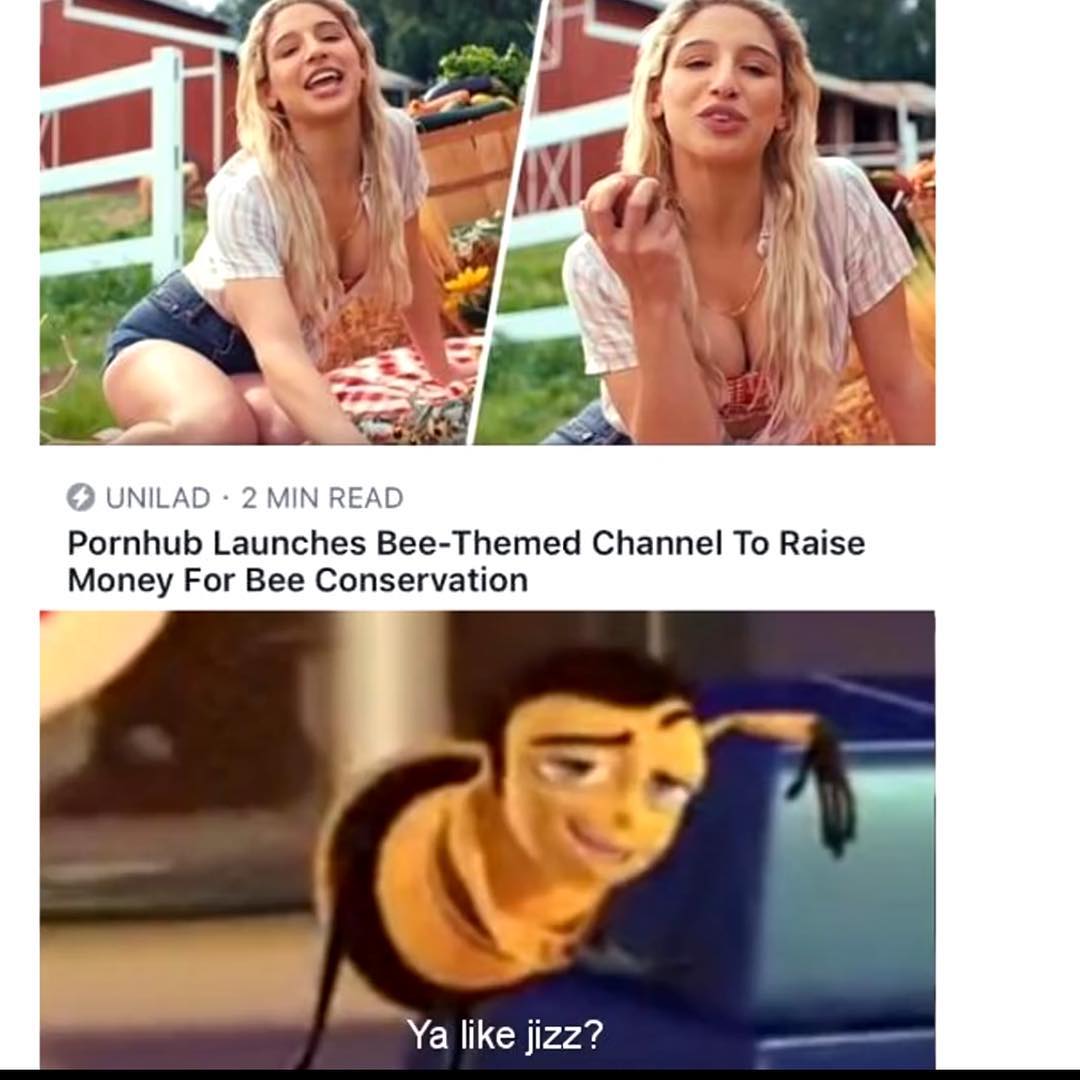 UNILAD · 2 MIN READ
Pornhub Launches Bee-Themed Channel To Raise
Money For Bee Conservation
Ya like jizz?